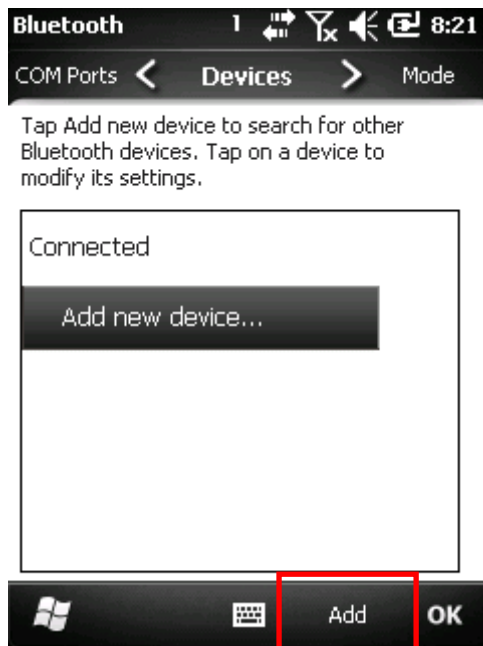 Bluetooth 1 8:21
COM Ports Devices Mode
Tap Add new device to search for other
Bluetooth devices. Tap on a device to
modify its settings.
Connected
Add new device...
Add OK